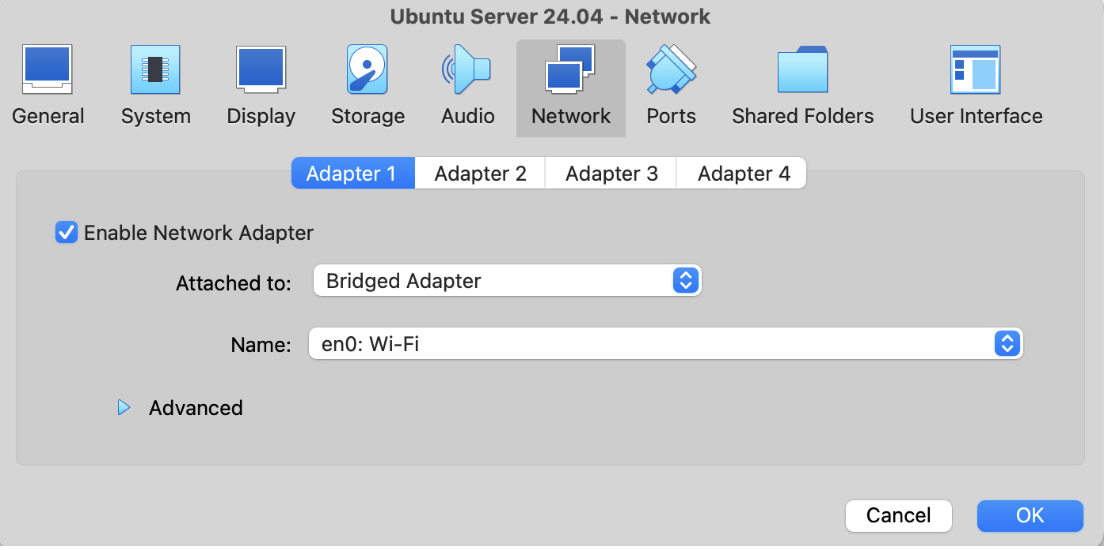 Ubuntu Server 24.04 - Network
General System Display Storage Audio Network Ports Shared Folders User Interface
Adapter 1 Adapter 2 Adapter 3 Adapter 4
Enable Network Adapter
Attached to: Bridged Adapter
Name: en0: Wi-Fi
Advanced
Cancel OK